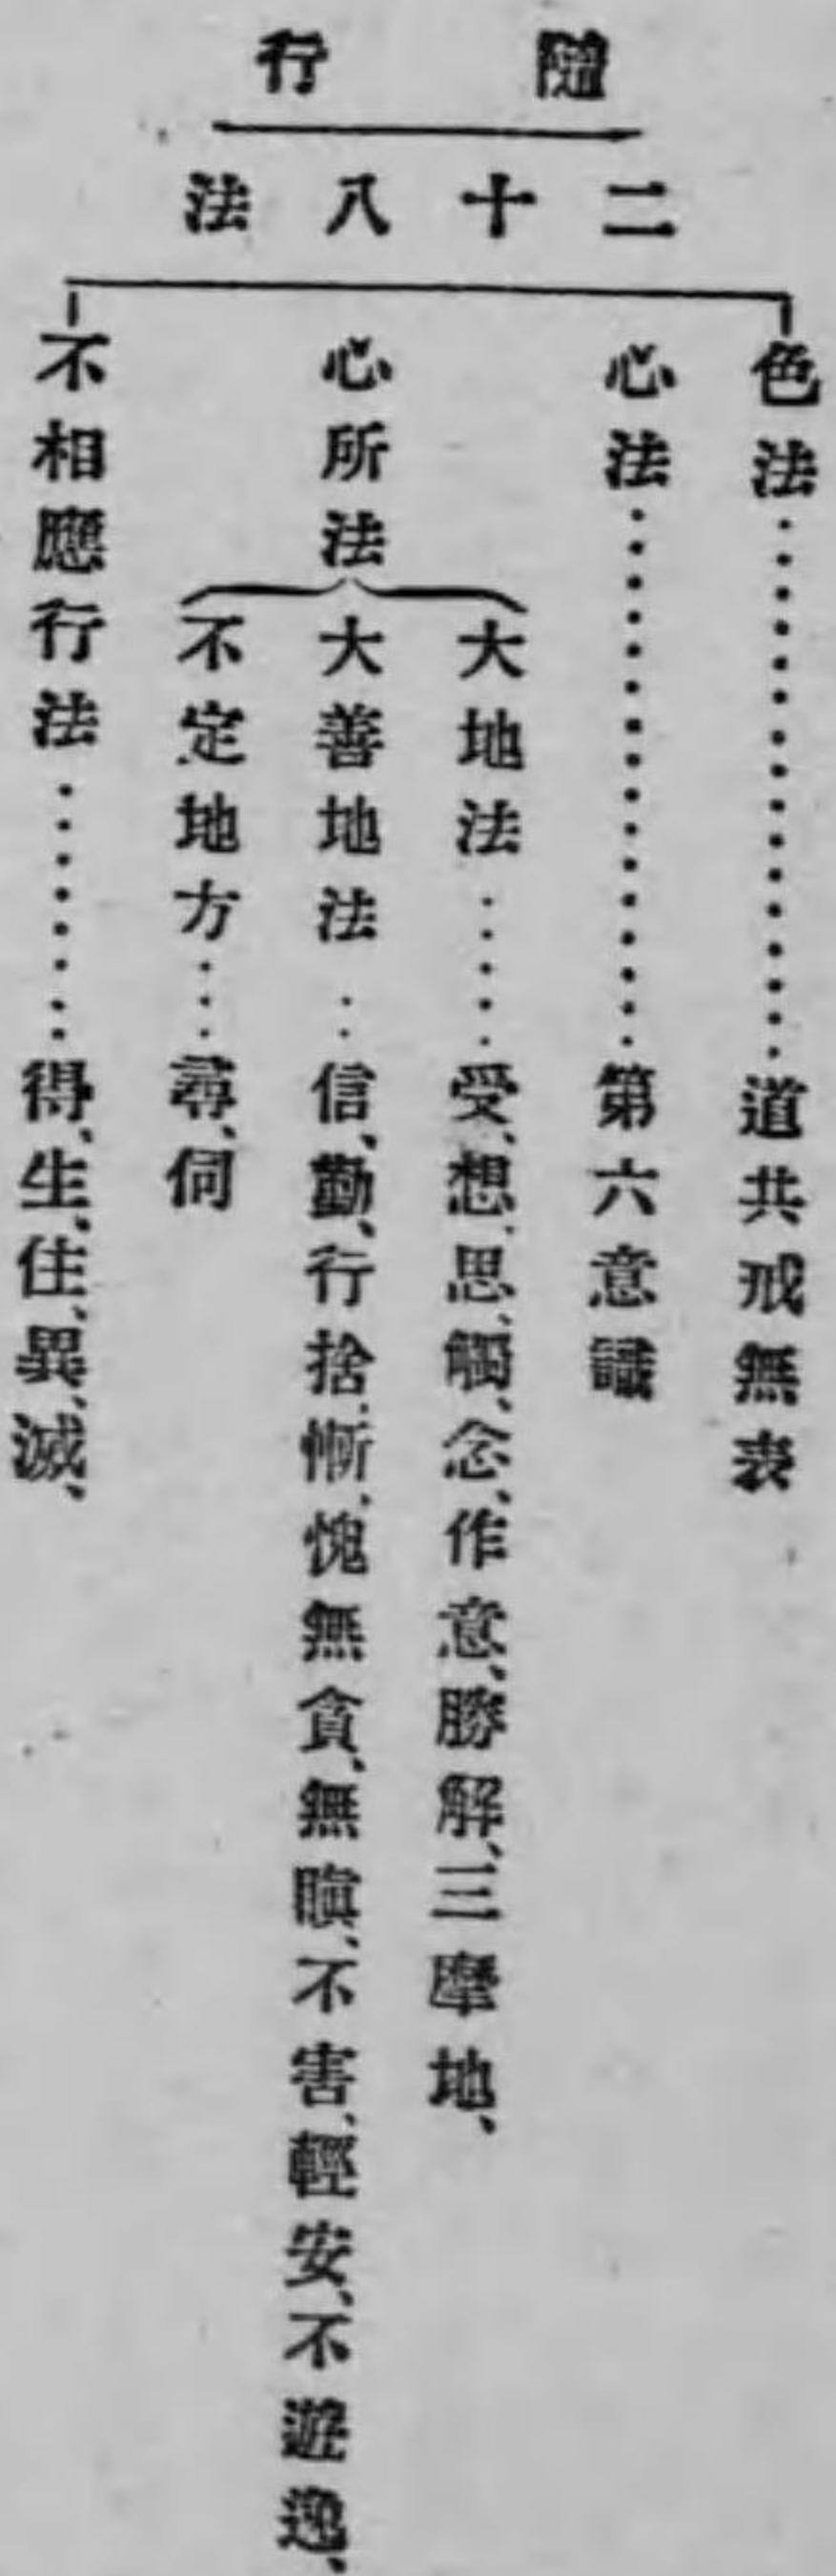 隨行
二十八法
色法……………道共戒無表
心法……………第六意識
心所法
大地法……受、想、思、觸、念、作意、勝解、三摩地、
大善地法…信、勤、行捨、慚、愧無貪、無瞋、不害、輕安、不遊逸、
不定地方…尋、伺
不相應行法………得、生、住、異、滅、